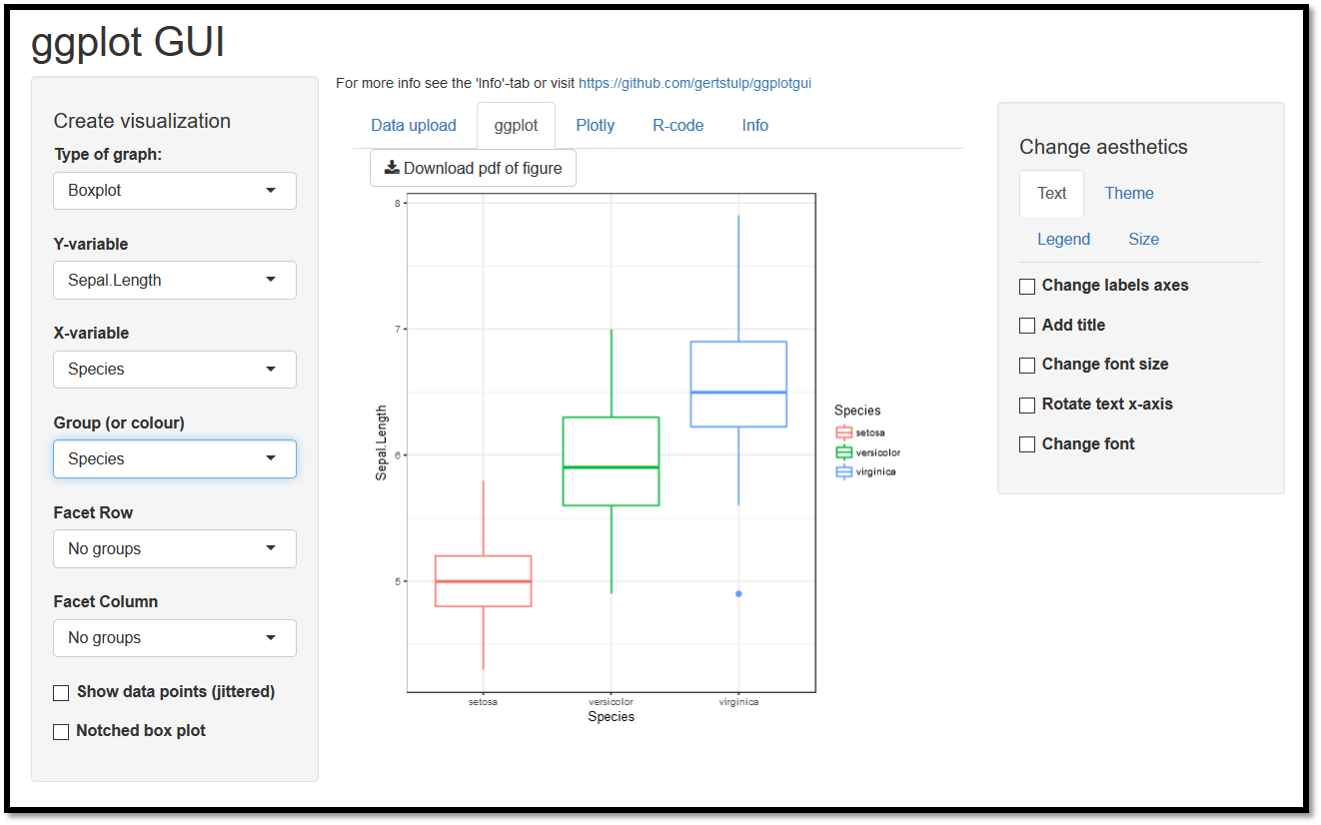 ggplot GUI
Create visualization
Type of graph:
Boxplot
Y-variable
Sepal.Length
X-variable
Species
Group (or colour)
Species
Facet Row
No groups
Facet Column
No groups
Show data points (jittered)
Notched box plot
For more info see the 'Info'-tab or visit https://github.com/gertstulp/ggplotgui
Data upload ggplot Plotly R-code Info
Download pdf of figure
8
7
6
5
Sepal.Length
setosa versicolor virginica
Species
Species
setosa
versicolor
virginica
Change aesthetics
Text Theme
Legend Size
Change labels axes
Add title
Change font size
Rotate text x-axis
Change font